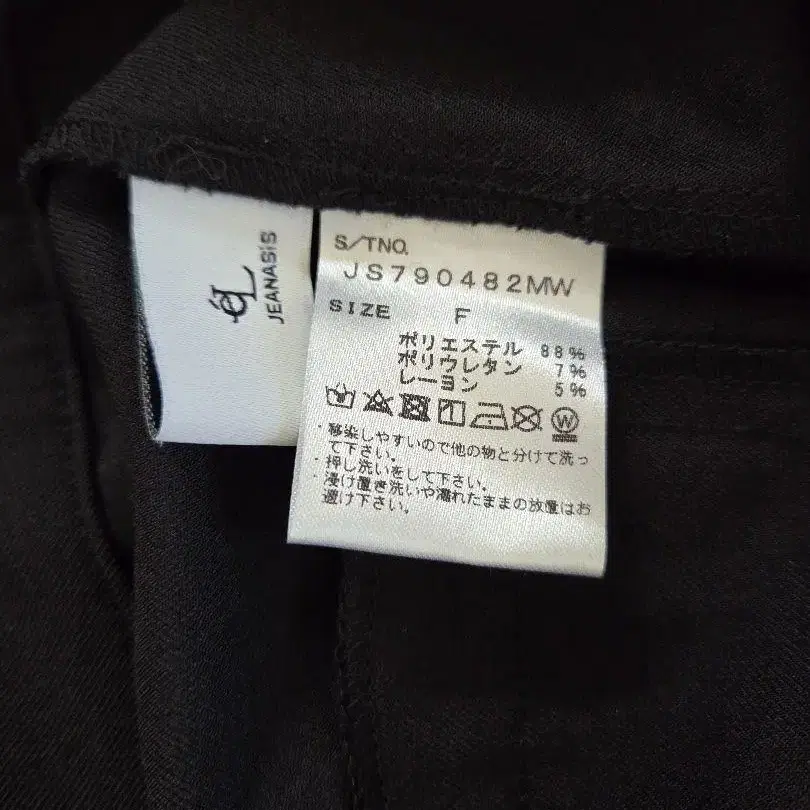 JEANASiS
S/TNO.
JS790482MW
SIZE F
ポリエステル 88%
ポリウレタン 7%
レーヨン 5%
W
・移染しやすいので他の物と分けて洗っ
て下さい。
・押し洗いをして下さい。
・浸け置き洗いや濡れたままの放置はお
避け下さい。